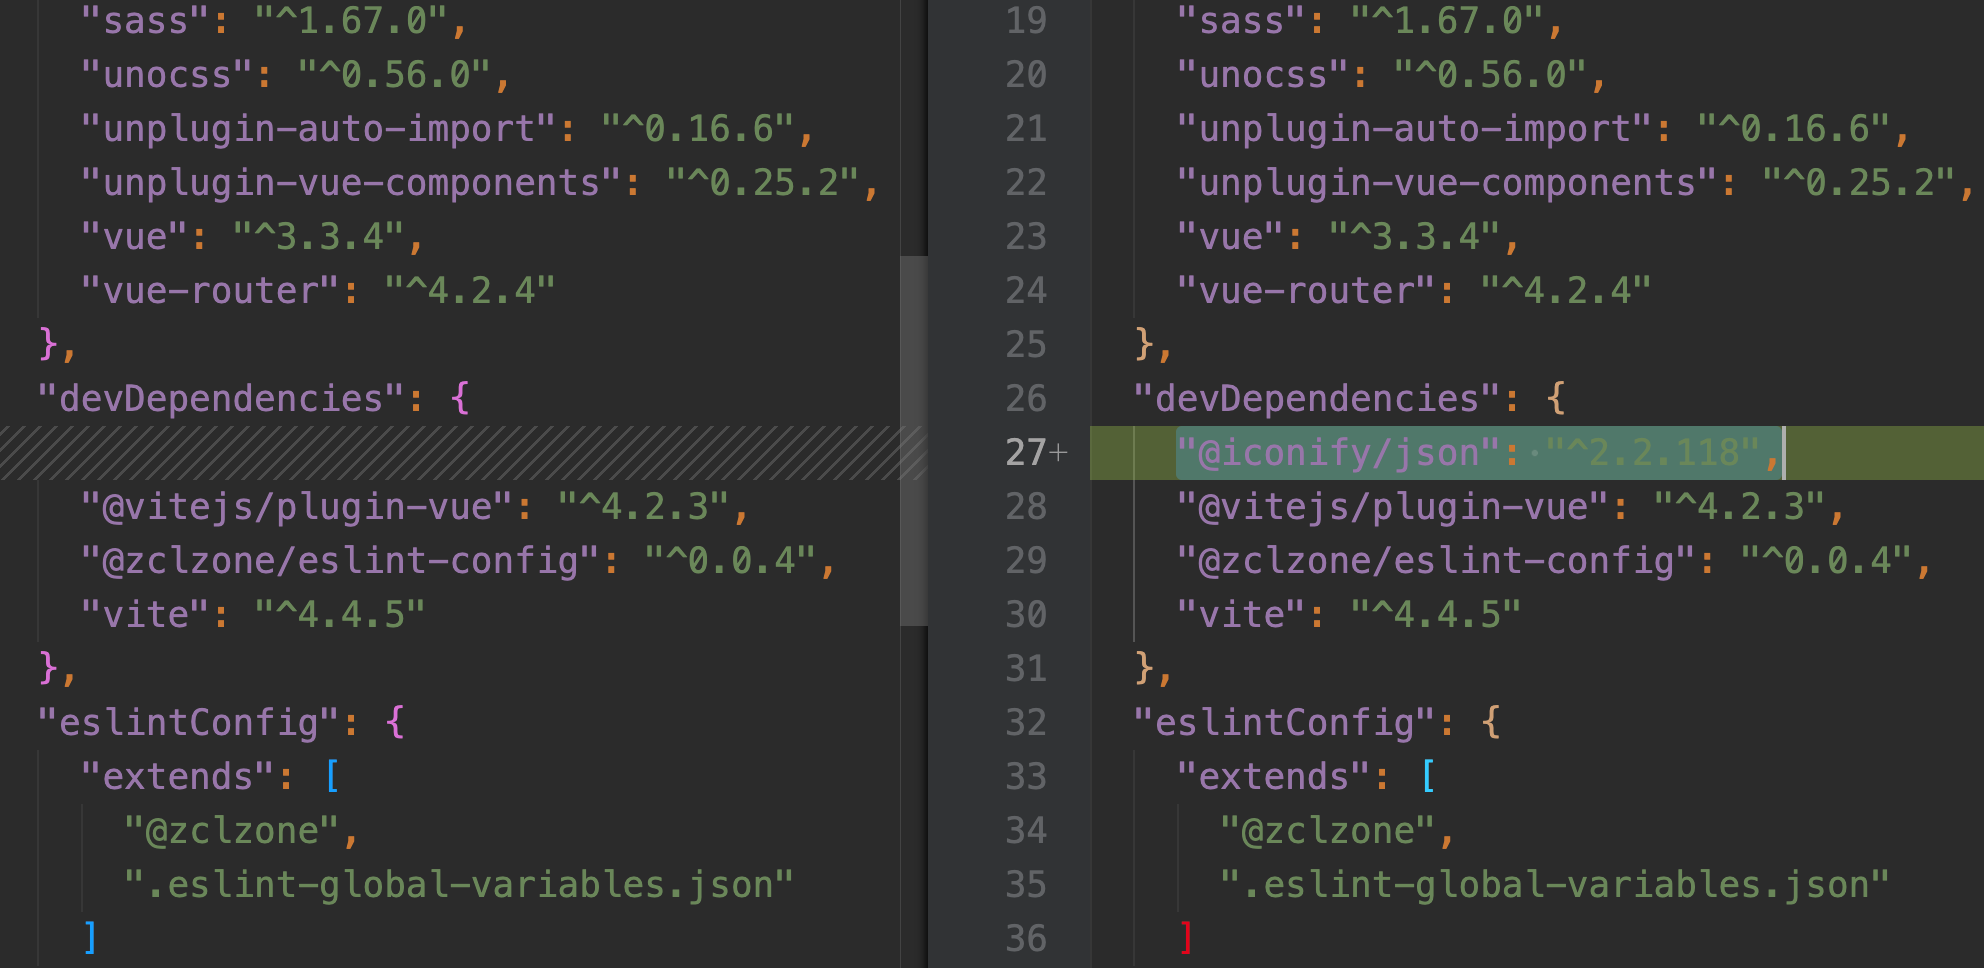 "sass": "^1.67.0",
"unocss": "^0.56.0",
"unplugin-auto-import": "^0.16.6",
"unplugin-vue-components": "^0.25.2",
"vue": "^3.3.4",
"vue-router": "^4.2.4"
},
"devDependencies": {
"@vitejs/plugin-vue": "^4.2.3",
"@zclzone/eslint-config": "^0.0.4",
"vite": "^4.4.5"
},
"eslintConfig": {
"extends": [
"@zclzone",
".eslint-global-variables.json"
]
19 "sass": "^1.67.0",
20 "unocss": "^0.56.0",
21 "unplugin-auto-import": "^0.16.6",
22 "unplugin-vue-components": "^0.25.2",
23 "vue": "^3.3.4",
24 "vue-router": "^4.2.4"
25 },
26 "devDependencies": {
27+ "@iconify/json": "^2.2.118",
28 "@vitejs/plugin-vue": "^4.2.3",
29 "@zclzone/eslint-config": "^0.0.4",
30 "vite": "^4.4.5"
31 },
32 "eslintConfig": {
33 "extends": [
34 "@zclzone",
35 ".eslint-global-variables.json"
36 ]